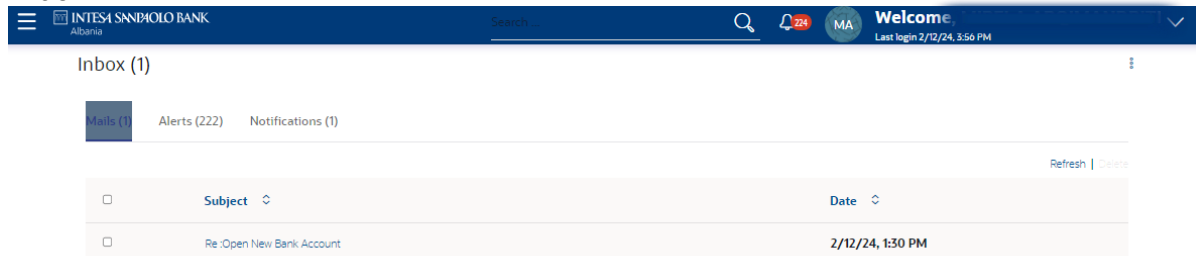 INTESA SANPAOLO BANK
Albania
Search ...
224
MA
Welcome,
Last login 2/12/24, 3:56 PM
Inbox (1)
Mails (1) Alerts (222) Notifications (1)
Refresh | Delete
Subject Date
Re :Open New Bank Account 2/12/24, 1:30 PM